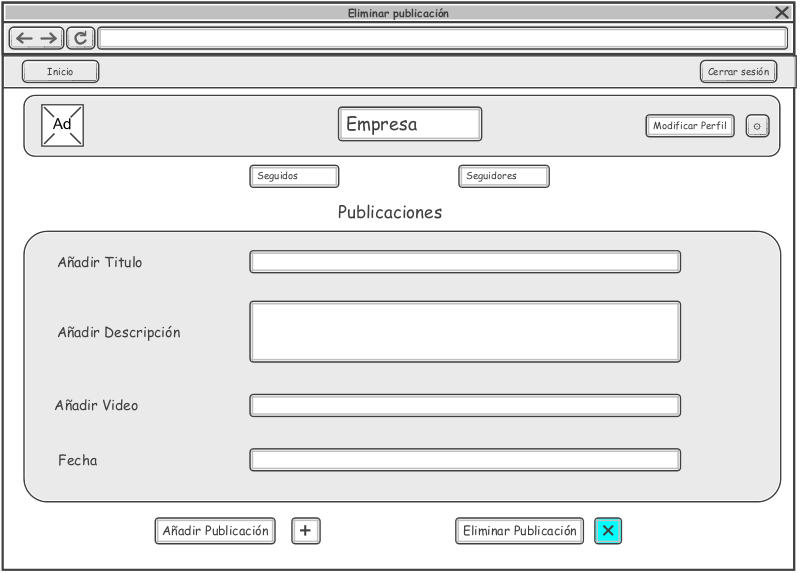 Eliminar publicación
Inicio
Cerrar sesión
Ad
Empresa
Modificar Perfil
Seguidos
Seguidores
Publicaciones
Añadir Titulo
Añadir Descripción
Añadir Video
Fecha
Añadir Publicación
Eliminar Publicación